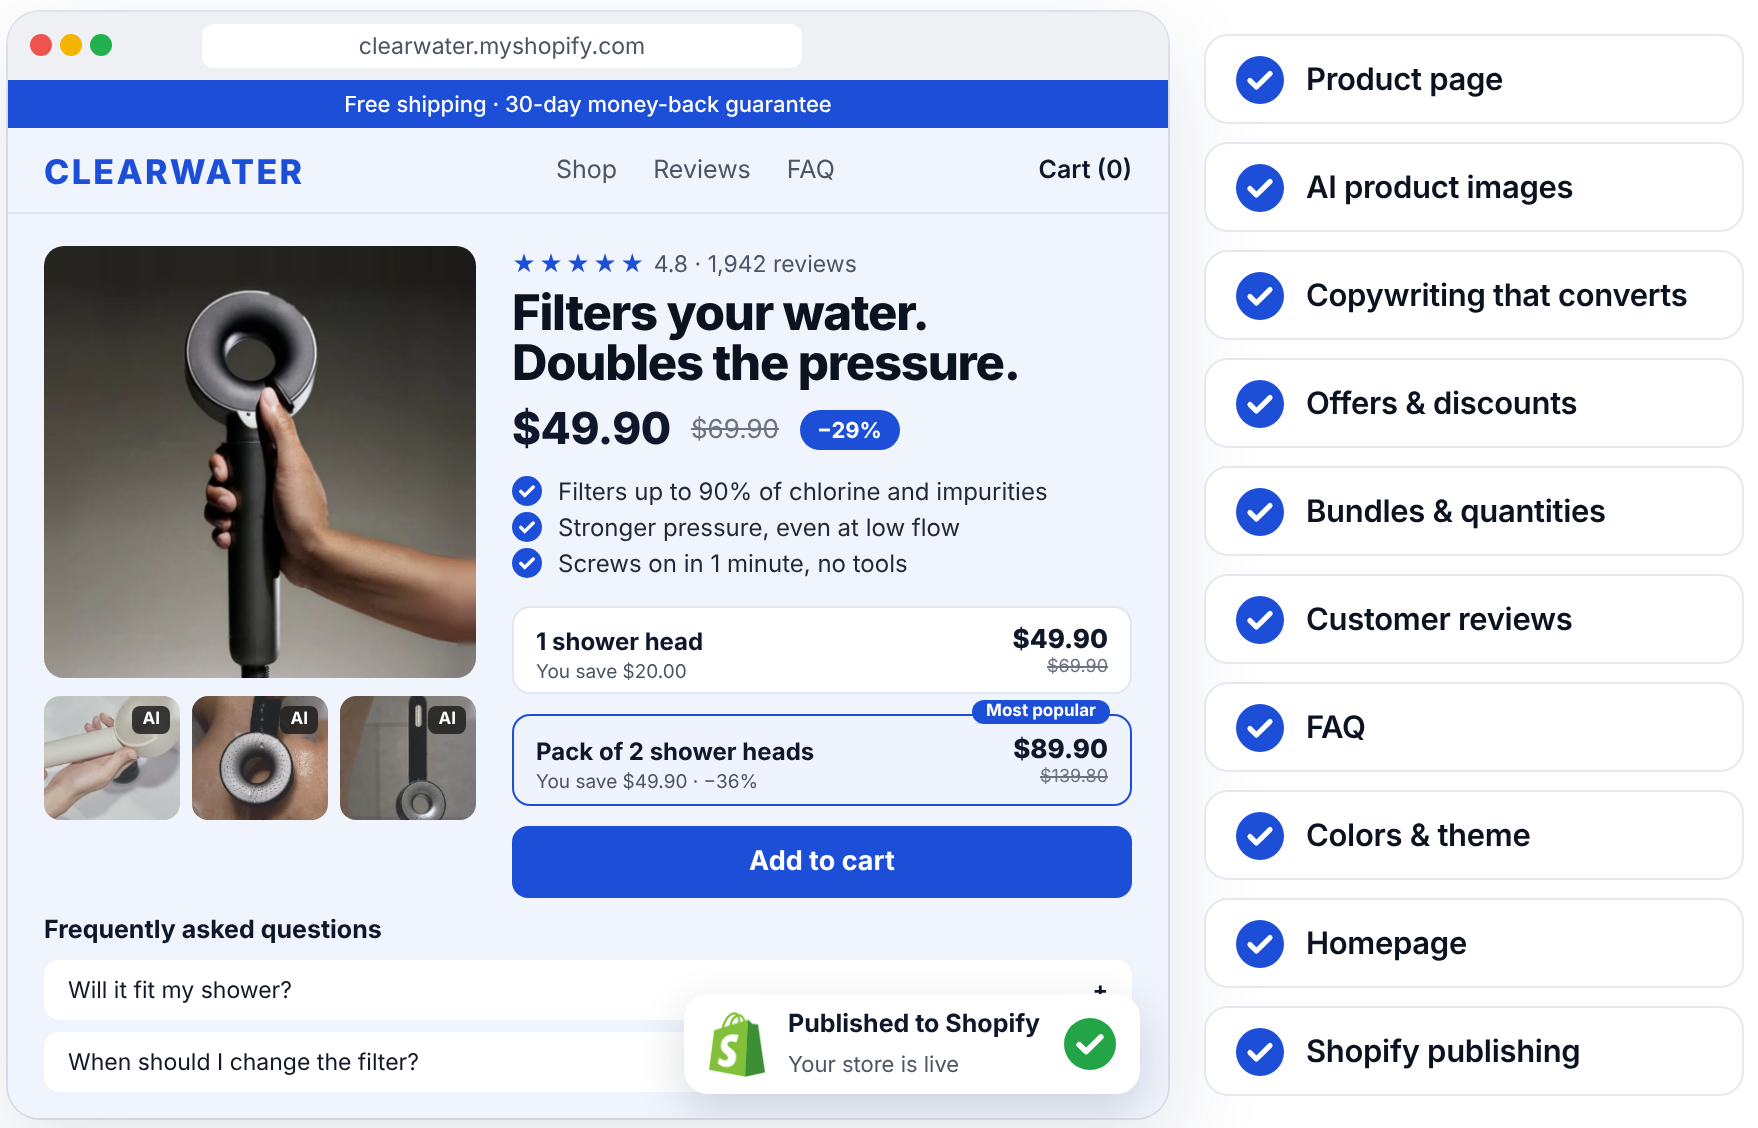 clearwater.myshopify.com
Free shipping · 30-day money-back guarantee
CLEARWATER
Shop Reviews FAQ
Cart (0)
★★★★★ 4.8 · 1,942 reviews
Filters your water.
Doubles the pressure.
$49.90 $69.90 −29%
Filters up to 90% of chlorine and impurities
Stronger pressure, even at low flow
Screws on in 1 minute, no tools
1 shower head $49.90
You save $20.00 $69.90
Most popular
Pack of 2 shower heads $89.90
You save $49.90 · −36% $139.80
AI AI AI
Add to cart
Frequently asked questions
Will it fit my shower? +
When should I change the filter?
Published to Shopify
Your store is live
Product page
AI product images
Copywriting that converts
Offers & discounts
Bundles & quantities
Customer reviews
FAQ
Colors & theme
Homepage
Shopify publishing